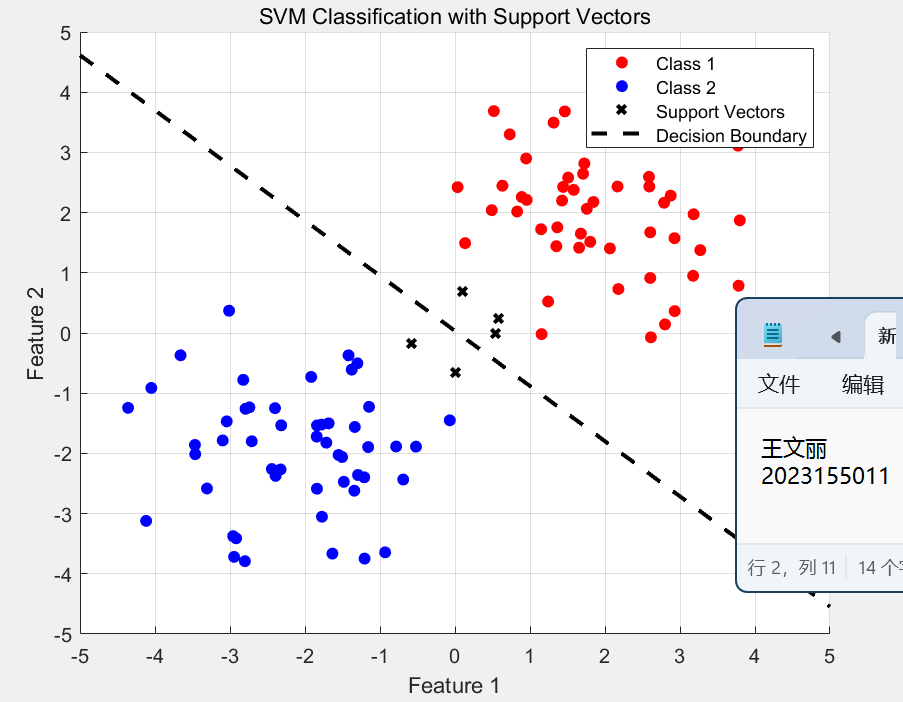 SVM Classification with Support Vectors
5
4
3
2
1
0
-1
-2
-3
-4
-5
Feature 2
Class 1
Class 2
Support Vectors
Decision Boundary
-5 -4 -3 -2 -1 0 1 2 3 4 5
Feature 1
新
文件 编辑
王文丽
2023155011
行 2，列 11 14 个